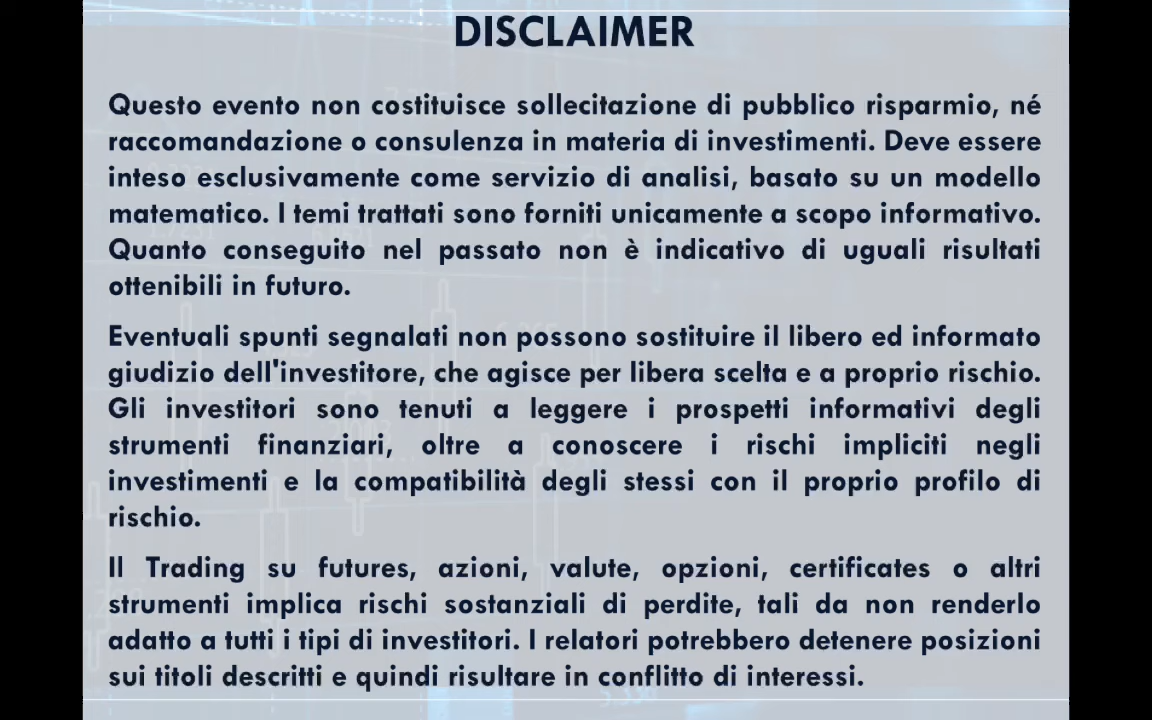 DISCLAIMER
Questo evento non costituisce sollecitazione di pubblico risparmio, né
raccomandazione o consulenza in materia di investimenti. Deve essere
inteso esclusivamente come servizio di analisi, basato su un modello
matematico. I temi trattati sono forniti unicamente a scopo informativo.
Quanto conseguito nel passato non è indicativo di uguali risultati
ottenibili in futuro.
Eventuali spunti segnalati non possono sostituire il libero ed informato
giudizio dell'investitore, che agisce per libera scelta e a proprio rischio.
Gli investitori sono tenuti a leggere i prospetti informativi degli
strumenti finanziari, oltre a conoscere i rischi impliciti negli
investimenti e la compatibilità degli stessi con il proprio profilo di
rischio.
Il Trading su futures, azioni, valute, opzioni, certificates o altri
strumenti implica rischi sostanziali di perdite, tali da non renderlo
adatto a tutti i tipi di investitori. I relatori potrebbero detenere posizioni
sui titoli descritti e quindi risultare in conflitto di interessi.